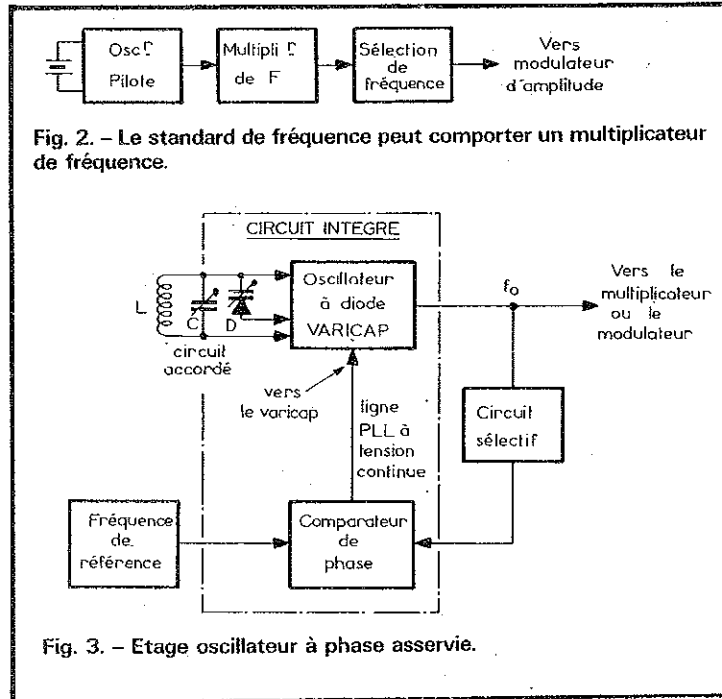 Oscr
Pilote
Multiplir
de F
Sélection
de
fréquence
Vers
modulateur
d'amplitude
Fig. 2. – Le standard de fréquence peut comporter un multiplicateur
de fréquence.
CIRCUIT INTEGRE
L
C
D
circuit
accordé
Oscillateur
à diode
VARICAP
fo
Vers le
multiplicateur
ou le
modulateur
vers
le varicap
ligne
PLL à
tension
continue
Circuit
sélectif
Fréquence
de
référence
Comparateur
de
phase
Fig. 3. – Etage oscillateur à phase asservie.